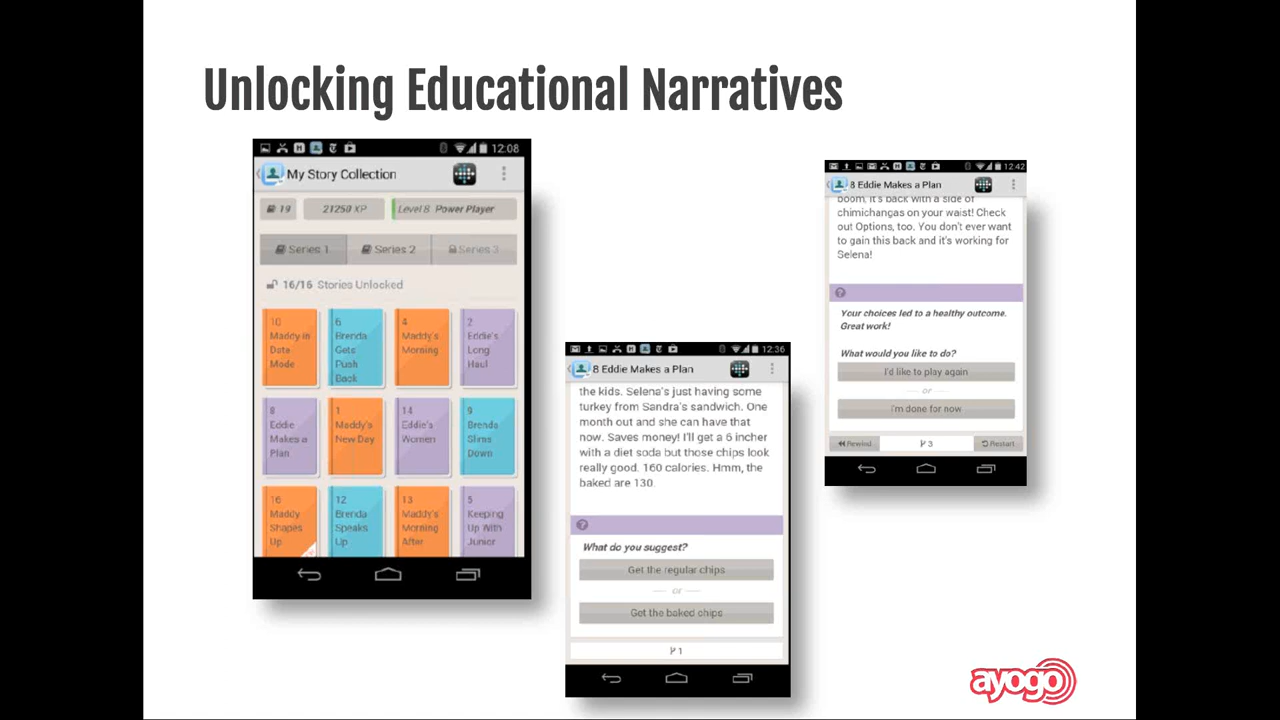 Unlocking Educational Narratives
12:08
My Story Collection
19
21250 XP
Level 8 Power Player
Series 1
Series 2
Series 3
16/16 Stories Unlocked
10
Maddy in
Date
Mode
6
Brenda
Gets
Push
Back
4
Maddy's
Morning
2
Eddie's
Long
Haul
8
Eddie
Makes a
Plan
1
Maddy's
New Day
14
Eddie's
Women
9
Brenda
Slims
Down
16
Maddy
Shapes
Up
12
Brenda
Speaks
Up
13
Maddy's
Morning
After
5
Keeping
Up With
Junior
12:36
8 Eddie Makes a Plan
the kids. Selena's just having some
turkey from Sandra's sandwich. One
month out and she can have that
now. Saves money! I'll get a 6 incher
with a diet soda but those chips look
really good. 160 calories. Hmm, the
baked are 130.
?
What do you suggest?
Get the regular chips
or
Get the baked chips
1
12:42
8 Eddie Makes a Plan
boom, it's back with a side of
chimichangas on your waist! Check
out Options, too. You don't ever want
to gain this back and it's working for
Selena!
?
Your choices led to a healthy outcome.
Great work!
What would you like to do?
I'd like to play again
or
I'm done for now
Rewind
3
Restart
ayogo